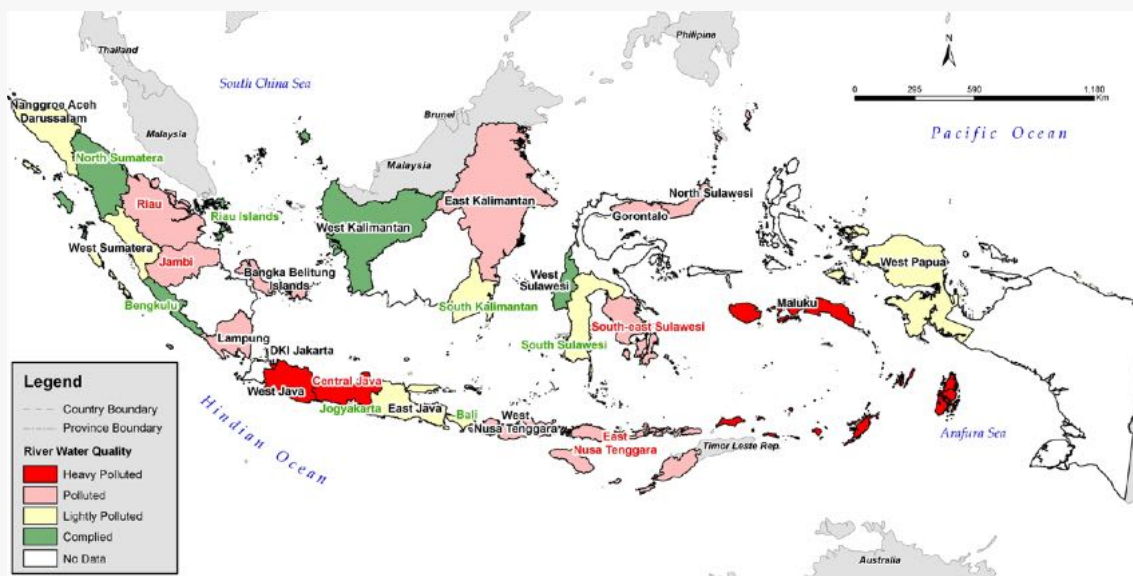 Thailand
Philipine
N
South China Sea
0 295 590 1,180
Km
Nanggroe Aceh
Darussalam
Malaysia
Brunei
Pacific Ocean
North Sumatera
Malaysia
Riau
Riau Islands
East Kalimantan
North Sulawesi
Gorontalo
West Kalimantan
West Sumatera
Jambi
Bangka Belitung
Islands
West
Sulawesi
West Papua
Bengkulu
South Kalimantan
Maluku
South-east Sulawesi
Lampung
South Sulawesi
DKI Jakarta
Central Java
West Java
Jogyakarta
East Java
Bali
West
Nusa Tenggara
East
Nusa Tenggara
Timor Leste Rep.
Arafura Sea
Hindian Ocean
Australia
Legend
Country Boundary
Province Boundary
River Water Quality
Heavy Polluted
Polluted
Lightly Polluted
Complied
No Data